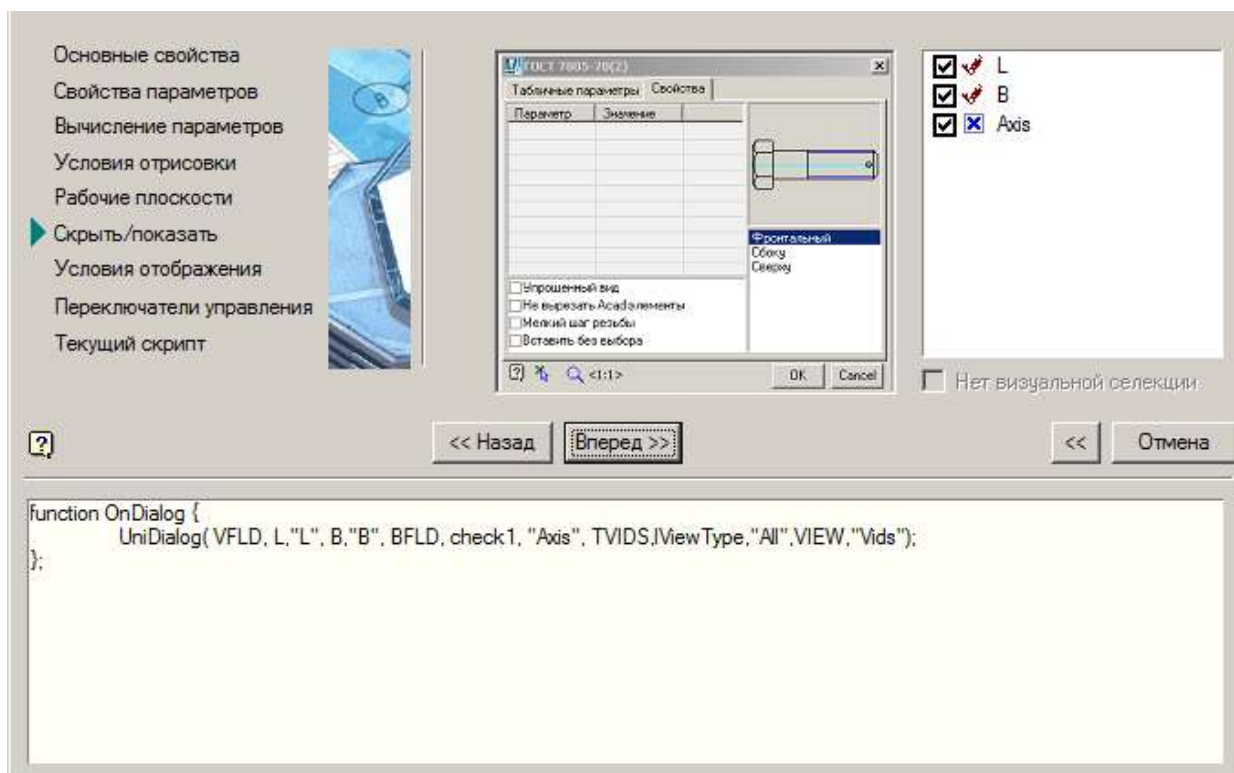 Основные свойства
Свойства параметров
Вычисление параметров
Условия отрисовки
Рабочие плоскости
Скрыть/показать
Условия отображения
Переключатели управления
Текущий скрипт
ГОСТ 7805-70(2)
Табличные параметры Свойства
Параметр Значение
Фронтальный
Сбоку
Сверху
Упрощенный вид
Не вырезать Acad элементы
Мелкий шаг резьбы
Вставить без выбора
<1:1> OK Cancel
L
B
Axis
Нет визуальной селекции
<< Назад Вперед >> << Отмена
function OnDialog {
UniDialog( VFLD, L,"L", B,"B", BFLD, check1, "Axis", TVIDS,lViewType,"All",VIEW,"Vids");
};